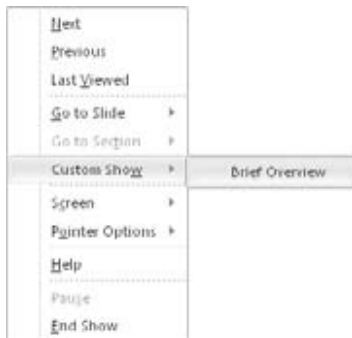 Next
Previous
Last Viewed
Go to Slide
Go to Section
Custom Show
Brief Overview
Screen
Pointer Options
Help
Pause
End Show